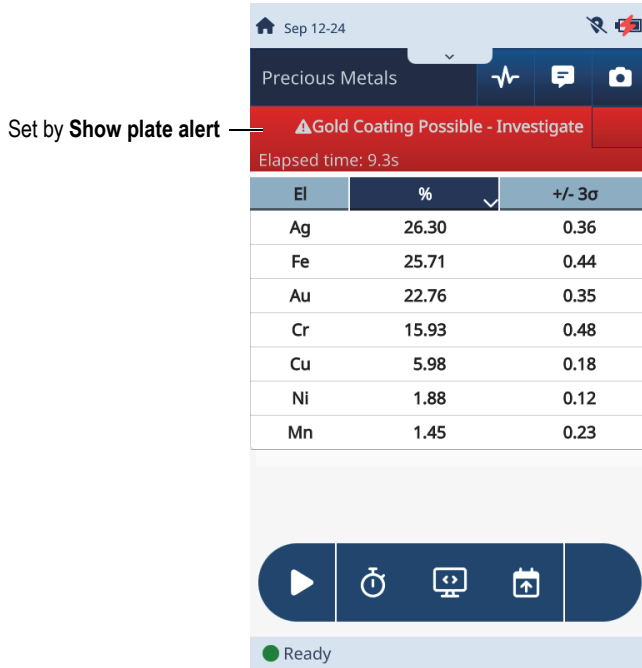 Sep 12-24
Precious Metals
Set by Show plate alert
Gold Coating Possible - Investigate
Elapsed time: 9.3s
El % +/- 3σ
Ag 26.30 0.36
Fe 25.71 0.44
Au 22.76 0.35
Cr 15.93 0.48
Cu 5.98 0.18
Ni 1.88 0.12
Mn 1.45 0.23
Ready